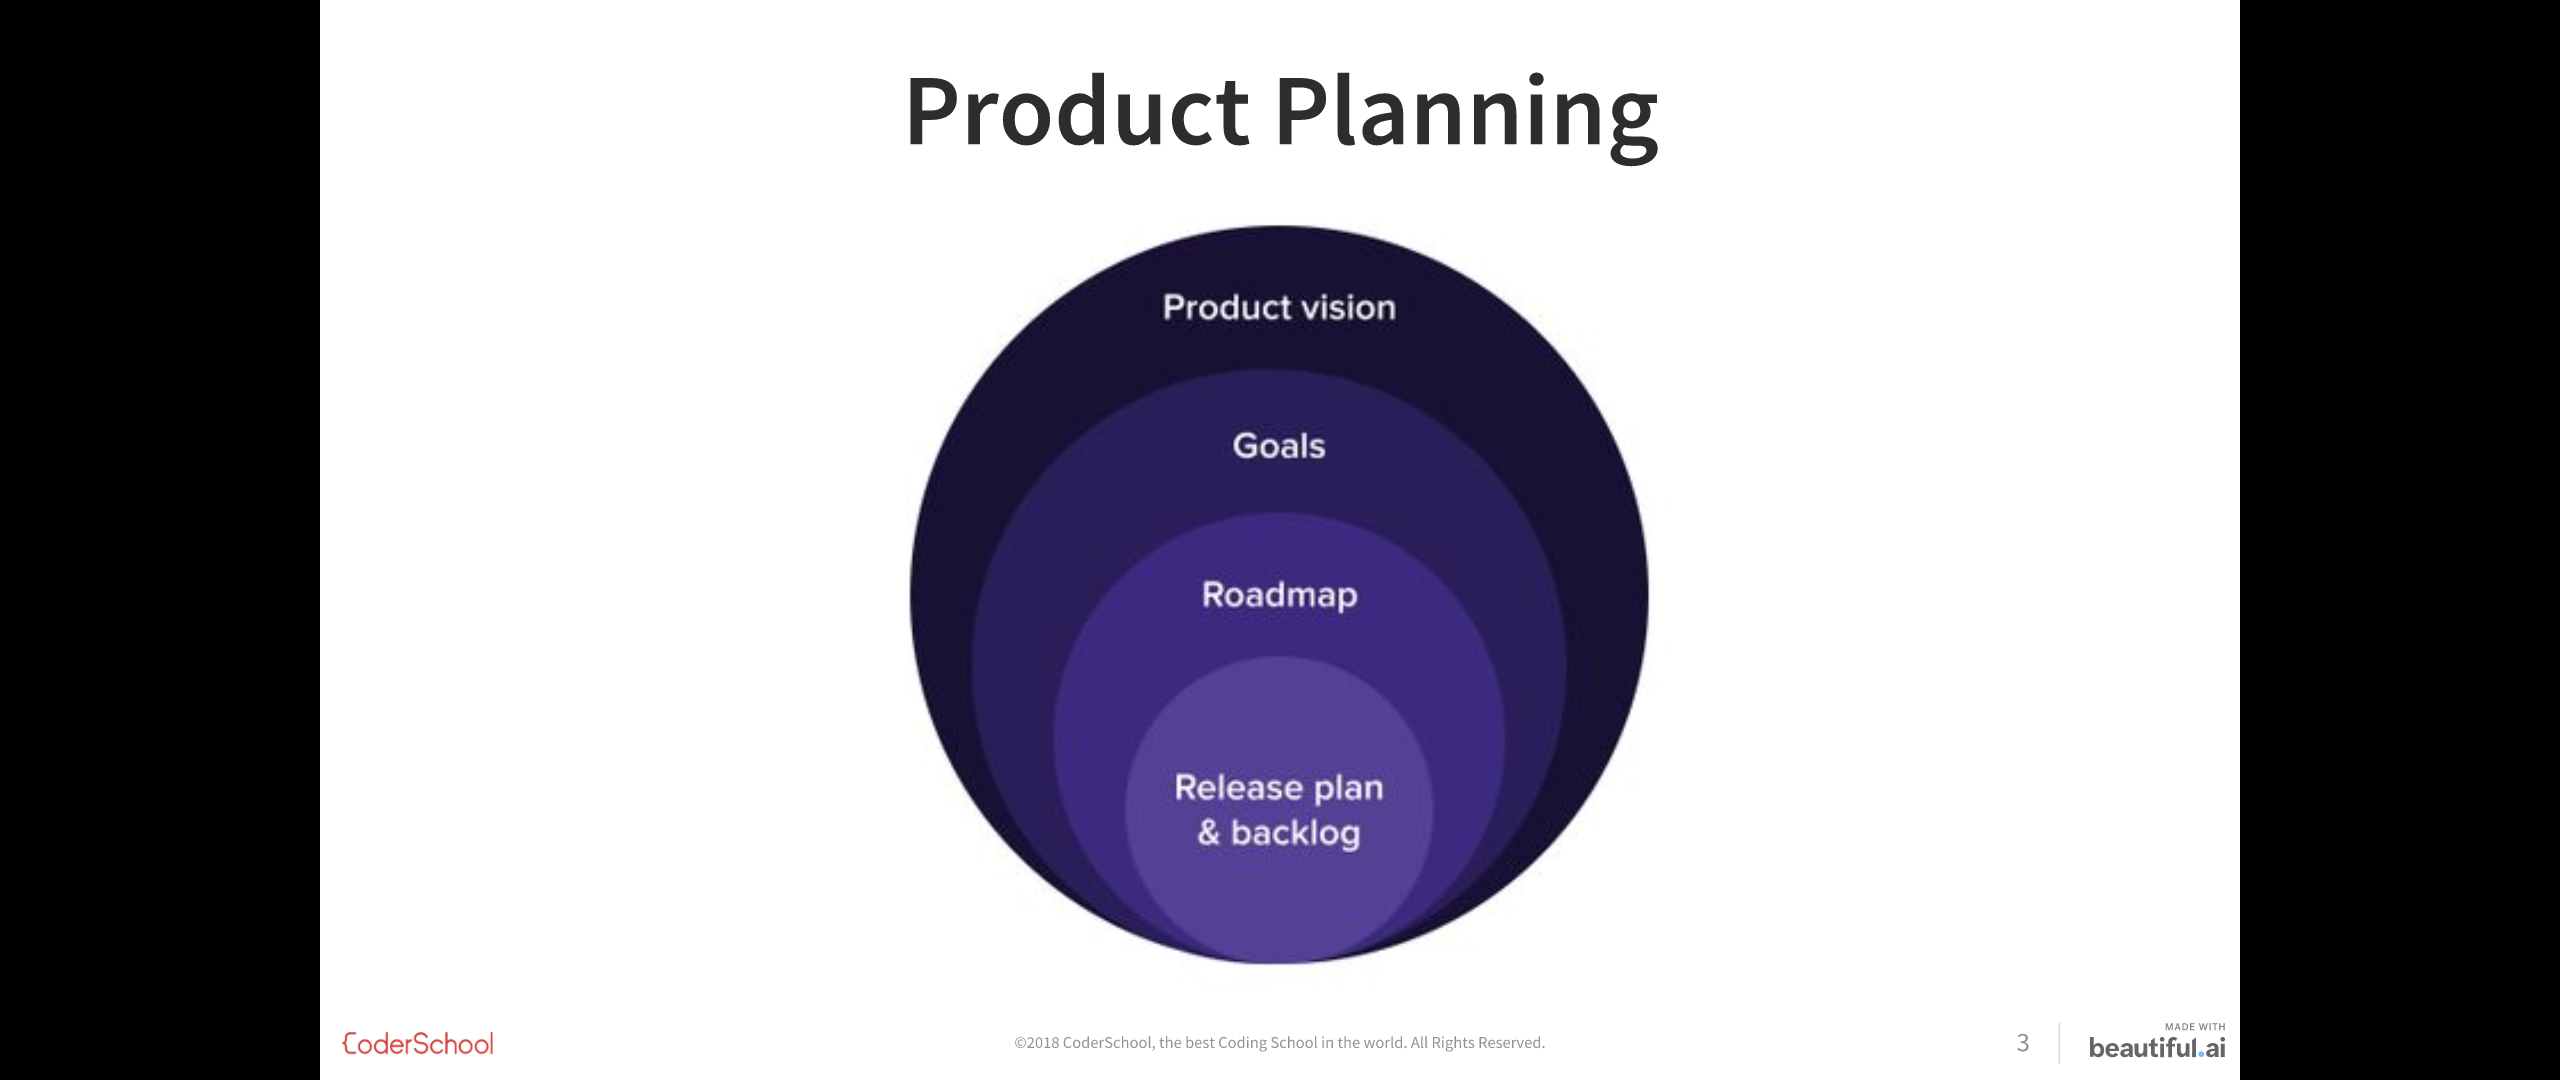 Product Planning
Product vision
Goals
Roadmap
Release plan
& backlog
CoderSchool
©2018 CoderSchool, the best Coding School in the world. All Rights Reserved.
3
MADE WITH
beautiful.ai